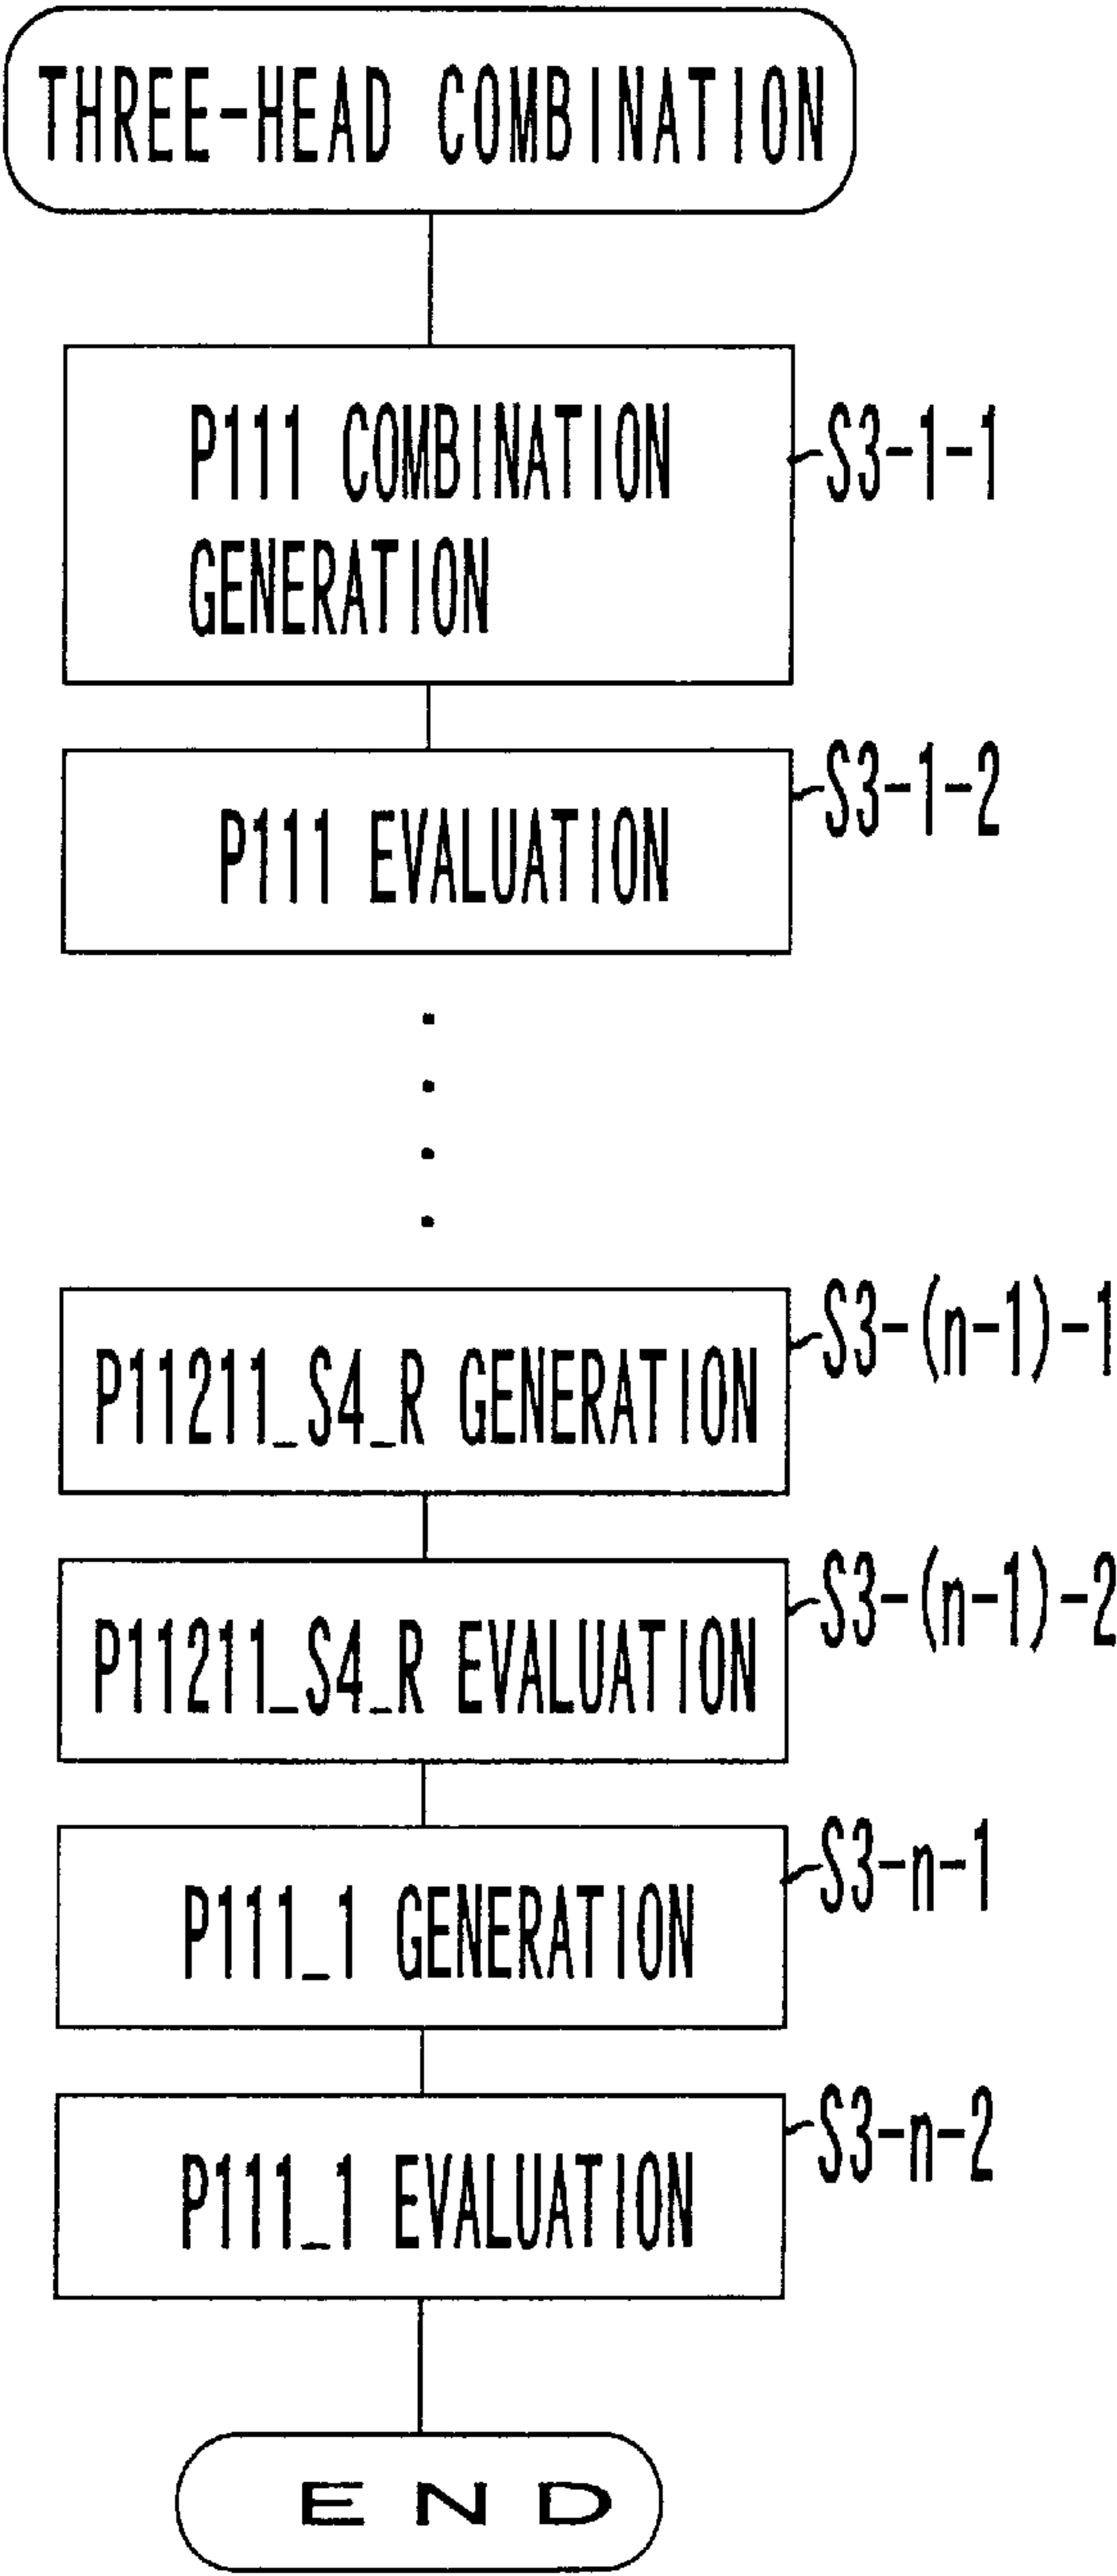 THREE-HEAD COMBINATION
P111 COMBINATION
GENERATION
S3-1-1
P111 EVALUATION
S3-1-2
P11211_S4_R GENERATION
S3-(n-1)-1
P11211_S4_R EVALUATION
S3-(n-1)-2
P111_1 GENERATION
S3-n-1
P111_1 EVALUATION
S3-n-2
END